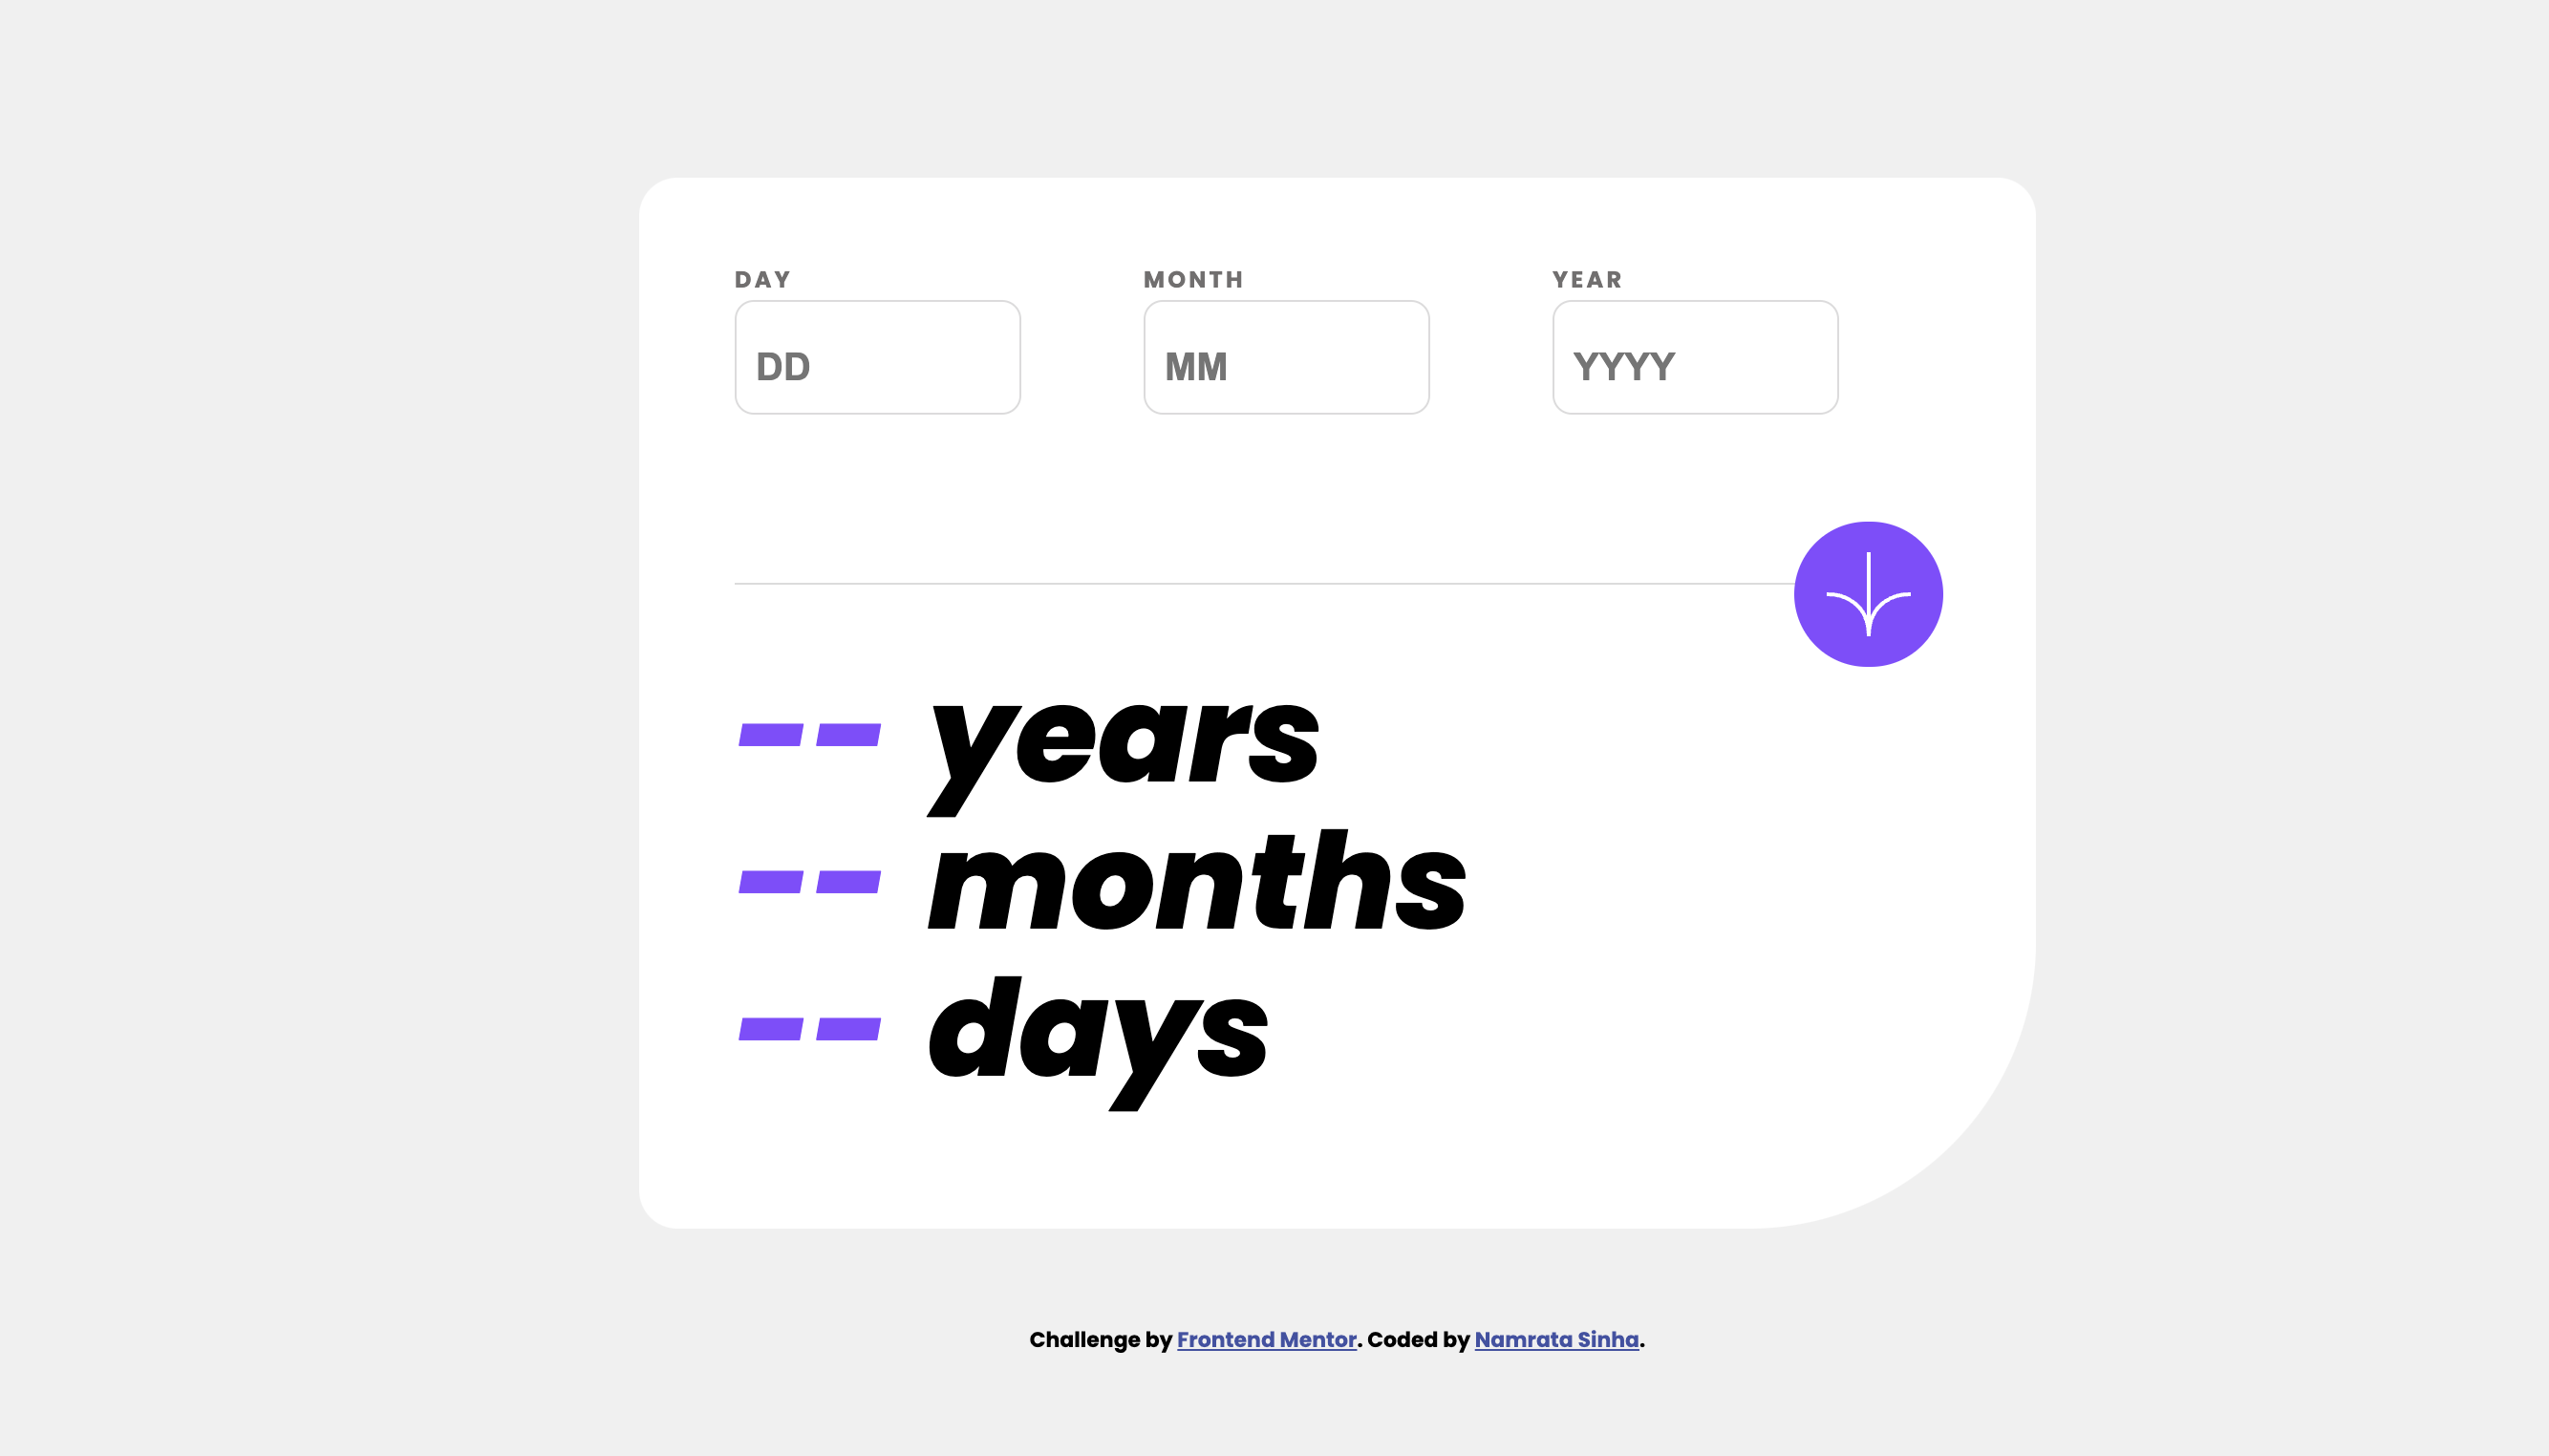 DAY MONTH YEAR
DD MM YYYY
-- years
-- months
-- days
Challenge by Frontend Mentor. Coded by Namrata Sinha.